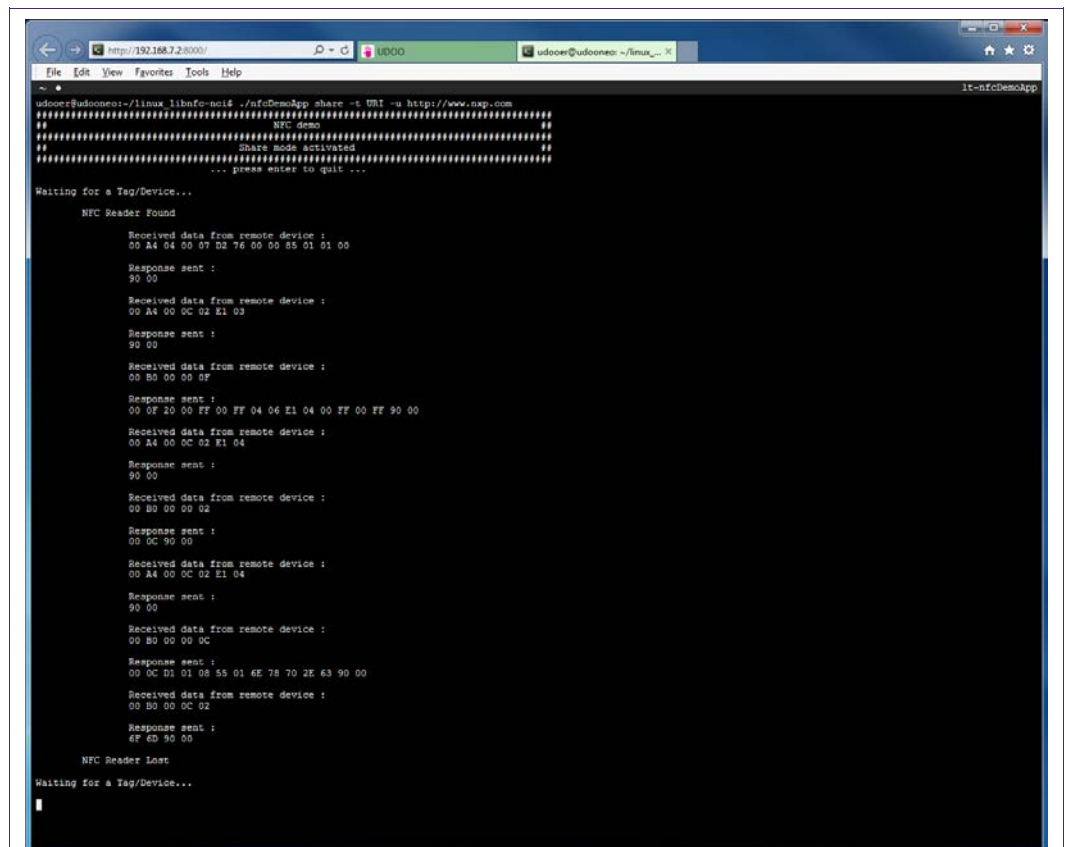 http://192.168.7.2:8000/
UDOO
udooer@udooneo: ~/linux_...
File Edit View Favorites Tools Help
lt-nfcDemoApp
udooer@udooneo:~/linux_libnfc-nci$ ./nfcDemoApp share -t URI -u http://www.nxp.com
##############################################################################
## NFC demo ##
##############################################################################
## Share mode activated ##
##############################################################################
... press enter to quit ...
Waiting for a Tag/Device...
NFC Reader Found
Received data from remote device :
00 A4 04 00 07 D2 76 00 00 85 01 01 00
Response sent :
90 00
Received data from remote device :
00 A4 00 0C 02 E1 03
Response sent :
90 00
Received data from remote device :
00 B0 00 00 0F
Response sent :
00 0F 20 00 FF 00 FF 04 06 E1 04 00 FF 00 FF 90 00
Received data from remote device :
00 A4 00 0C 02 E1 04
Response sent :
90 00
Received data from remote device :
00 B0 00 00 02
Response sent :
00 0C 90 00
Received data from remote device :
00 A4 00 0C 02 E1 04
Response sent :
90 00
Received data from remote device :
00 B0 00 00 0C
Response sent :
00 0C D1 01 08 55 01 6E 78 70 2E 63 90 00
Received data from remote device :
00 B0 00 0C 02
Response sent :
6F 6D 90 00
NFC Reader Lost
Waiting for a Tag/Device...